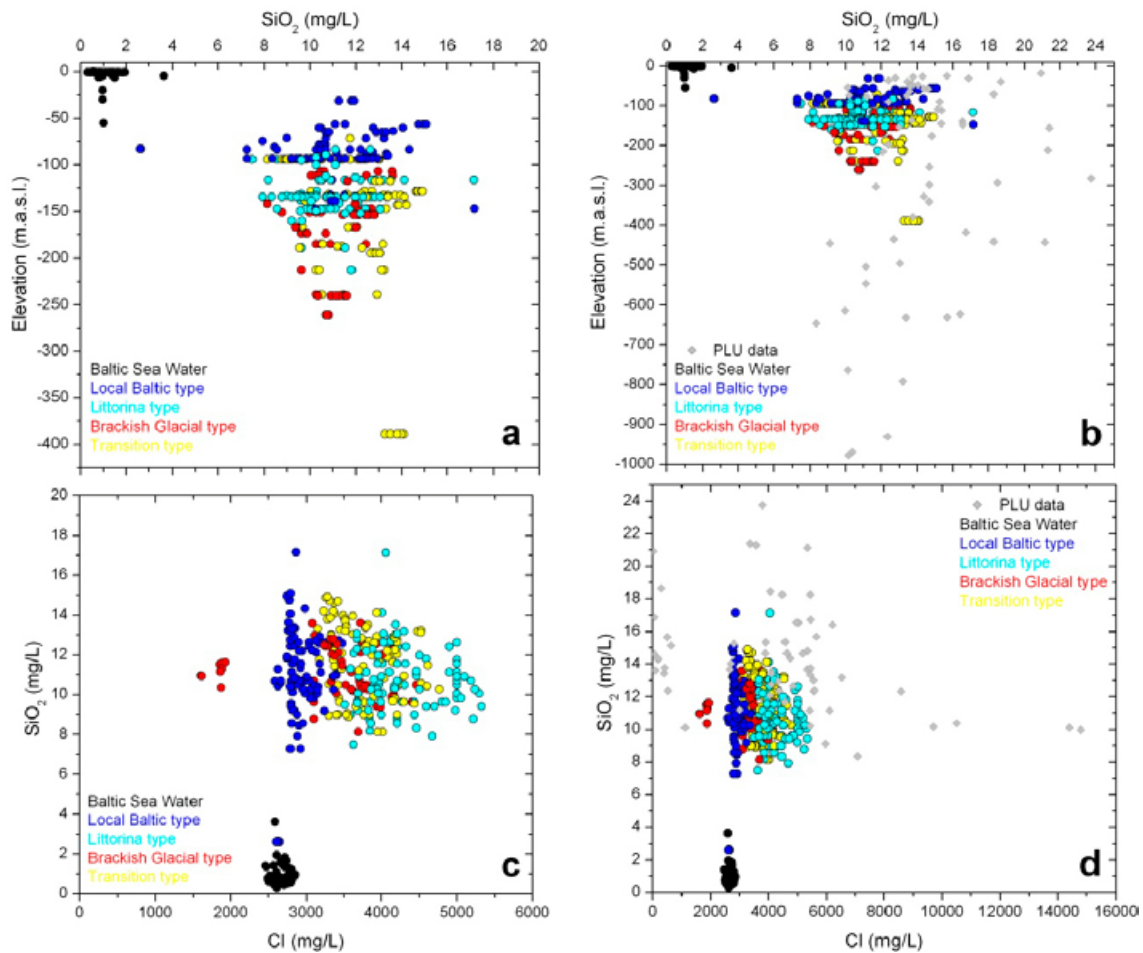 SiO2 (mg/L)
0 2 4 6 8 10 12 14 16 18 20
0
-50
-100
-150
-200
-250
-300
-350
-400
Elevation (m.a.s.l.)
Baltic Sea Water
Local Baltic type
Littorina type
Brackish Glacial type
Transition type
a
SiO2 (mg/L)
0 2 4 6 8 10 12 14 16 18 20 22 24
0
-100
-200
-300
-400
-500
-600
-700
-800
-900
-1000
Elevation (m.a.s.l.)
PLU data
Baltic Sea Water
Local Baltic type
Littorina type
Brackish Glacial type
Transition type
b
20
18
16
14
12
10
8
6
4
2
0
SiO2 (mg/L)
Baltic Sea Water
Local Baltic type
Littorina type
Brackish Glacial type
Transition type
c
0 1000 2000 3000 4000 5000 6000
Cl (mg/L)
24
22
20
18
16
14
12
10
8
6
4
2
0
SiO2 (mg/L)
PLU data
Baltic Sea Water
Local Baltic type
Littorina type
Brackish Glacial type
Transition type
d
0 2000 4000 6000 8000 10000 12000 14000 16000
Cl (mg/L)